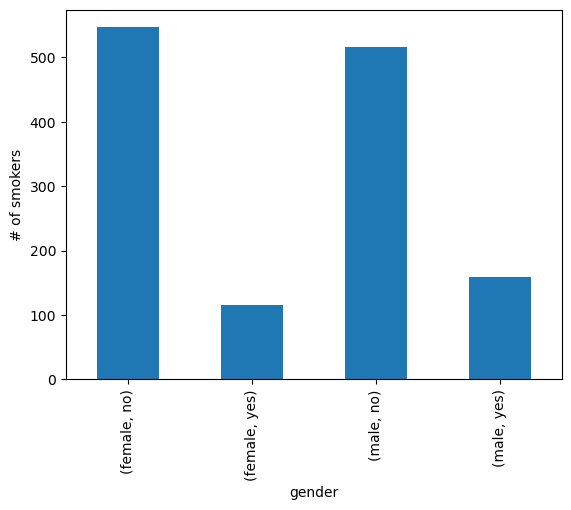 500
400
300
200
100
0
# of smokers
(female, no)
(female, yes)
(male, no)
(male, yes)
gender